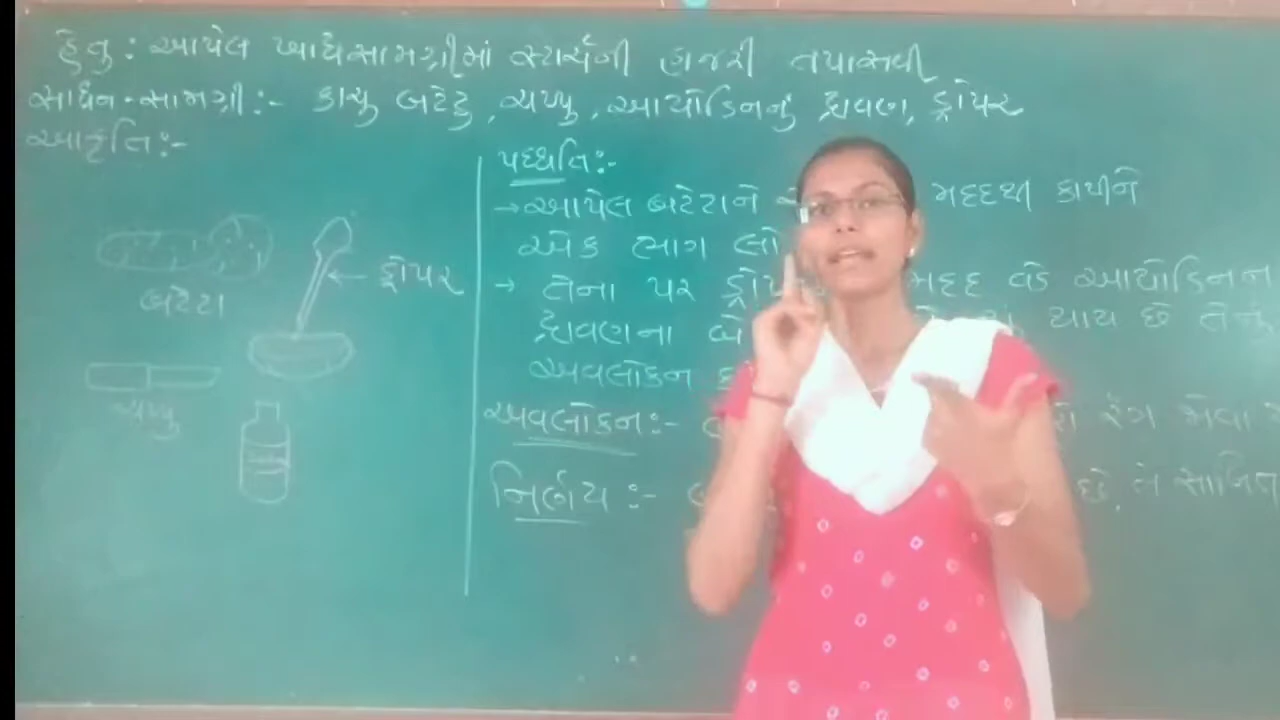 હેતુ : આપેલ ખાદ્યસામગ્રીમાં સ્ટાર્ચની હાજરી તપાસવી
સાધન-સામગ્રી :- કાચુ બટેટુ , ચપ્પુ , આયોડિનનું દ્રાવણ, ડ્રોપર
આકૃતિ:-
બટેટા
ડ્રોપર
ચપ્પુ
પદ્ધતિ:-
→ આપેલ બટેટાને મદદથી કાપીને
એક ભાગ લો
→ તેના પર ડ્રોપર મદદ વડે આયોડિનન
દ્રાવણના બે થાય છે તેનું
અવલોકન ક
અવલોકન:- રંગ જેવા
નિર્ણય :- છે, તે સાબિત